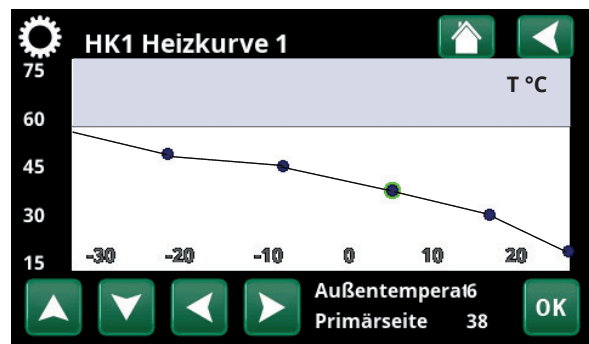 HK1 Heizkurve 1
75
T °C
60
45
30
15
-30 -20 -10 0 10 20
Außentempera16
Primärseite 38
OK